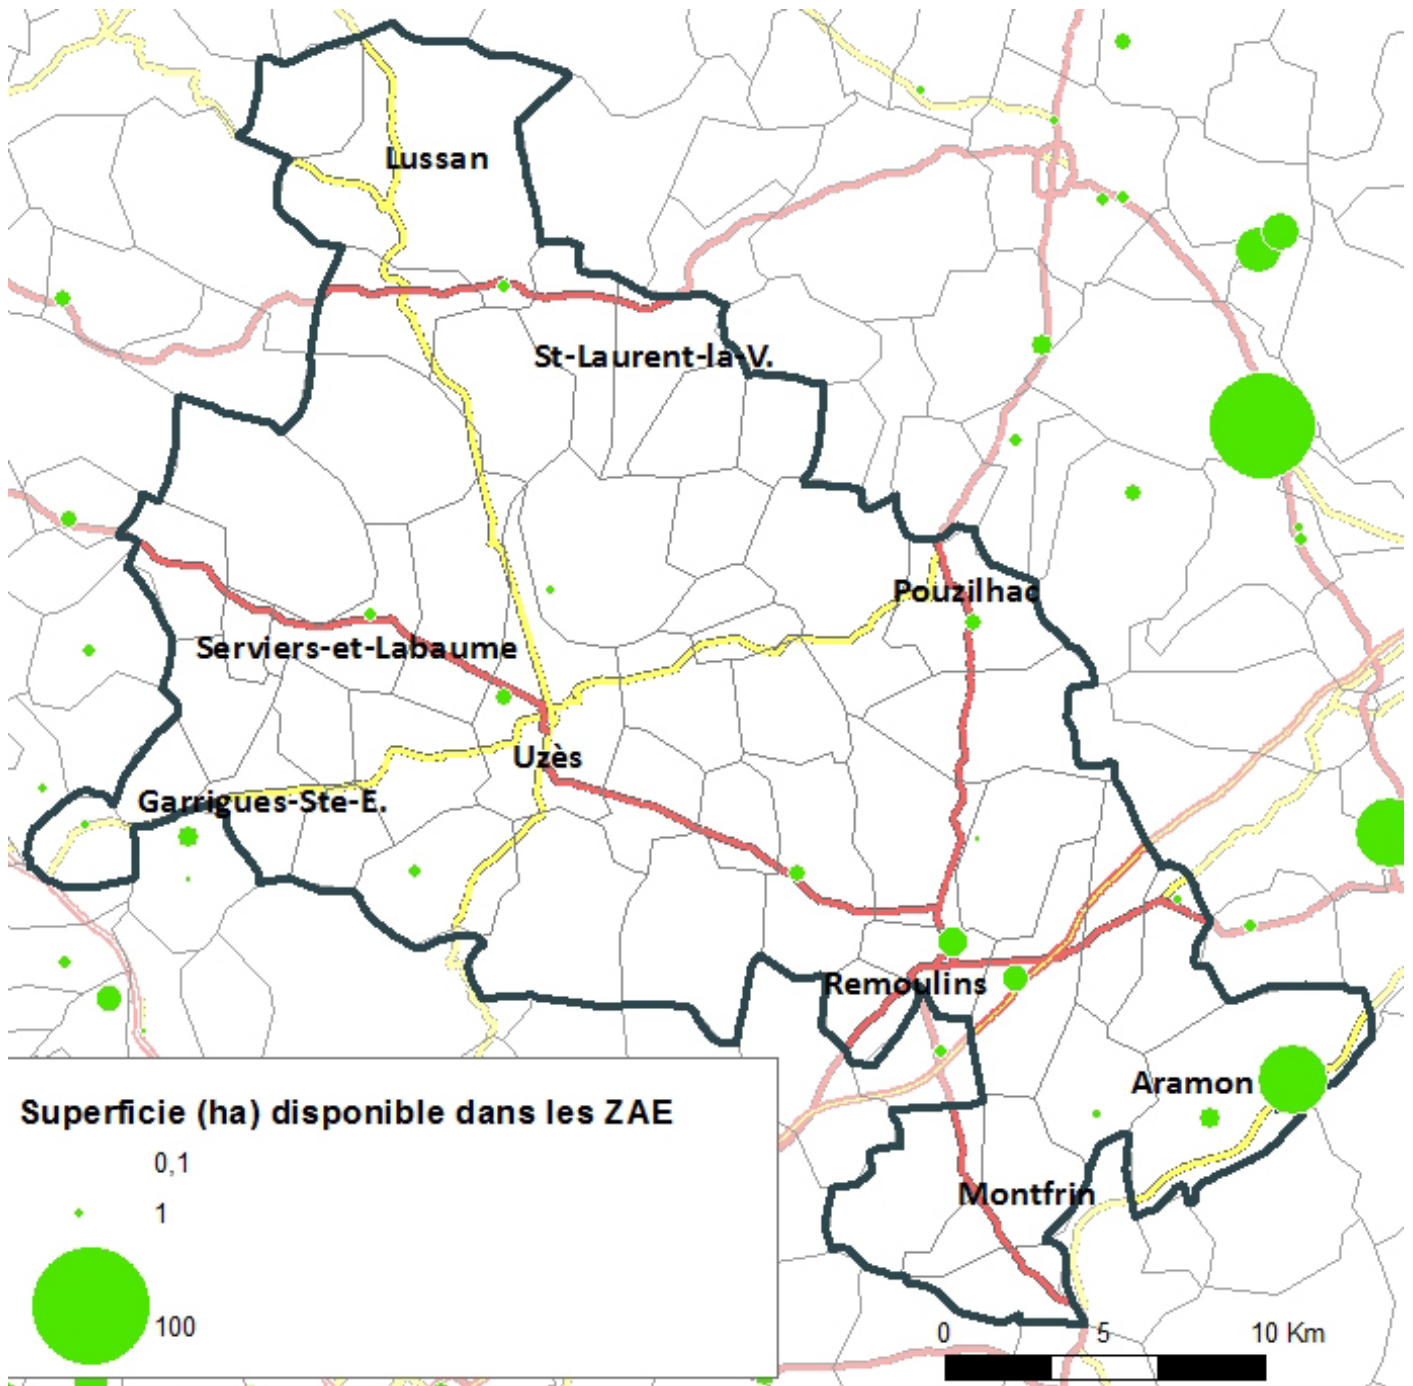 Lussan
St-Laurent-la-V.
Pouzilhac
Serviers-et-Labaume
Uzès
Garrigues-Ste-E.
Remoulins
Aramon
Montfrin
Superficie (ha) disponible dans les ZAE
0,1
1
100
0 5 10 Km